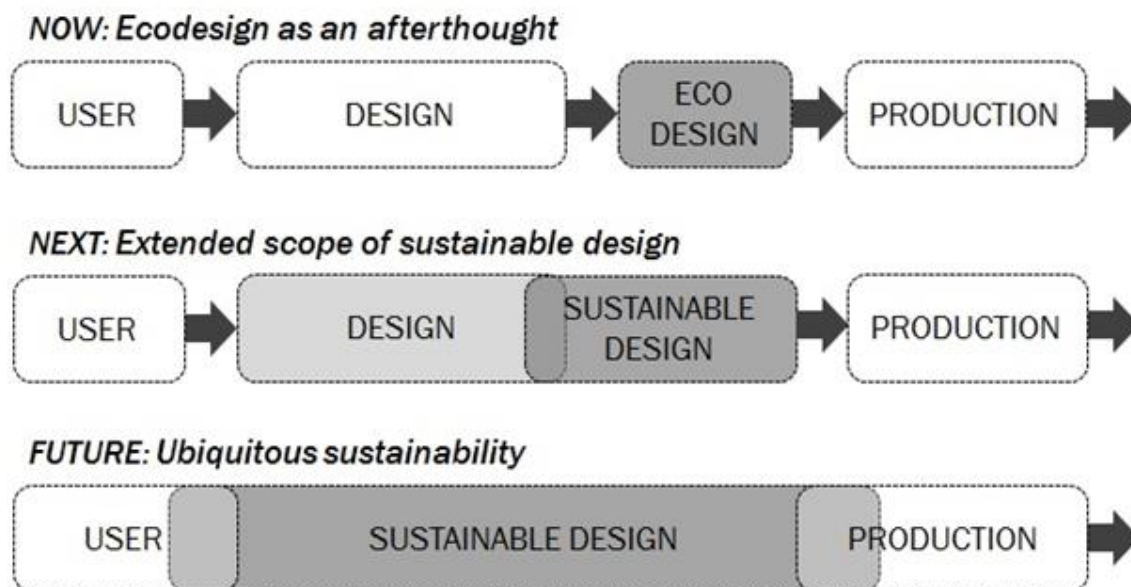 NOW: Ecodesign as an afterthought
USER DESIGN ECO DESIGN PRODUCTION
NEXT: Extended scope of sustainable design
USER DESIGN SUSTAINABLE DESIGN PRODUCTION
FUTURE: Ubiquitous sustainability
USER SUSTAINABLE DESIGN PRODUCTION